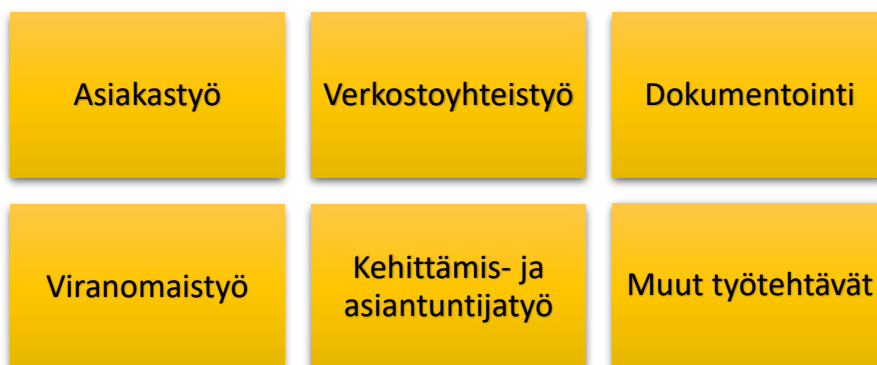 Asiakastyö
Verkostoyhteistyö
Dokumentointi
Viranomaistyö
Kehittämis- ja
asiantuntijatyö
Muut työtehtävät